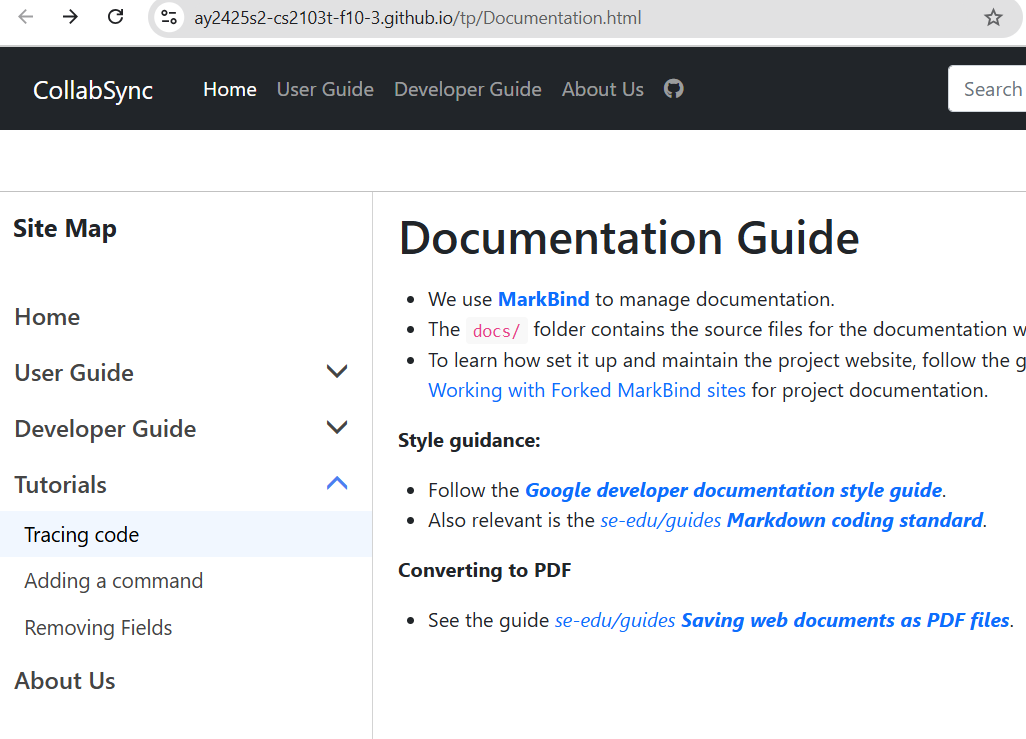 ay2425s2-cs2103t-f10-3.github.io/tp/Documentation.html
CollabSync Home User Guide Developer Guide About Us Search
Site Map
Home
User Guide
Developer Guide
Tutorials
Tracing code
Adding a command
Removing Fields
About Us
Documentation Guide
We use MarkBind to manage documentation.
The docs/ folder contains the source files for the documentation
To learn how set it up and maintain the project website, follow the
Working with Forked MarkBind sites for project documentation.
Style guidance:
Follow the Google developer documentation style guide.
Also relevant is the se-edu/guides Markdown coding standard.
Converting to PDF
See the guide se-edu/guides Saving web documents as PDF files.